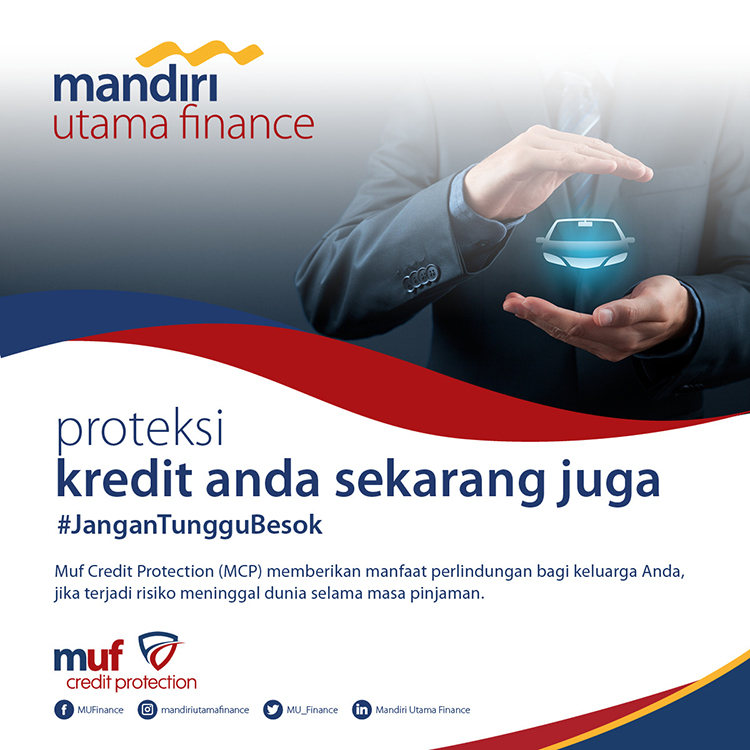 mandiri
utama finance
proteksi
kredit anda sekarang juga
#JanganTungguBesok
Muf Credit Protection (MCP) memberikan manfaat perlindungan bagi keluarga Anda,
jika terjadi risiko meninggal dunia selama masa pinjaman.
muf
credit protection
MUFinance mandiriutamafinance MU_Finance Mandiri Utama Finance